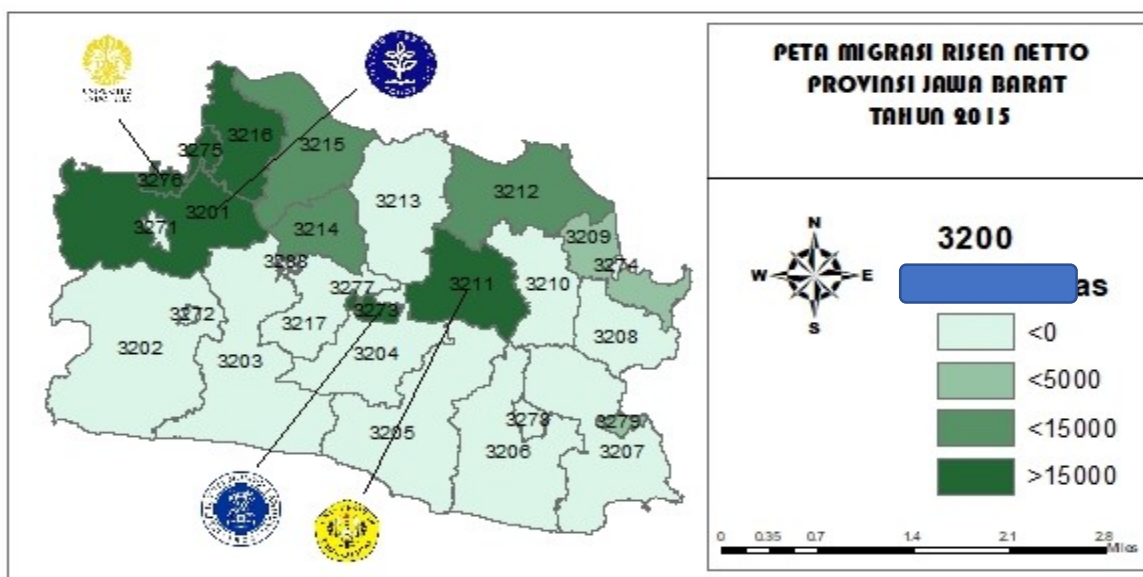 PETA MIGRASI RISEN NETTO
PROVINSI JAWA BARAT
TAHUN 2015
UNIVERSITAS
INDONESIA
3216
3275
3215
3276
3201
3271
3213
3212
3214
3209
3274
3288
3277
3211
3210
3273
3272
3217
3208
3202
3203
3204
3205
3278
3279
3206
3207
N
W E
S
3200
as
<0
<5000
<15000
>15000
0 0.35 0.7 1.4 2.1 2.8
Miles